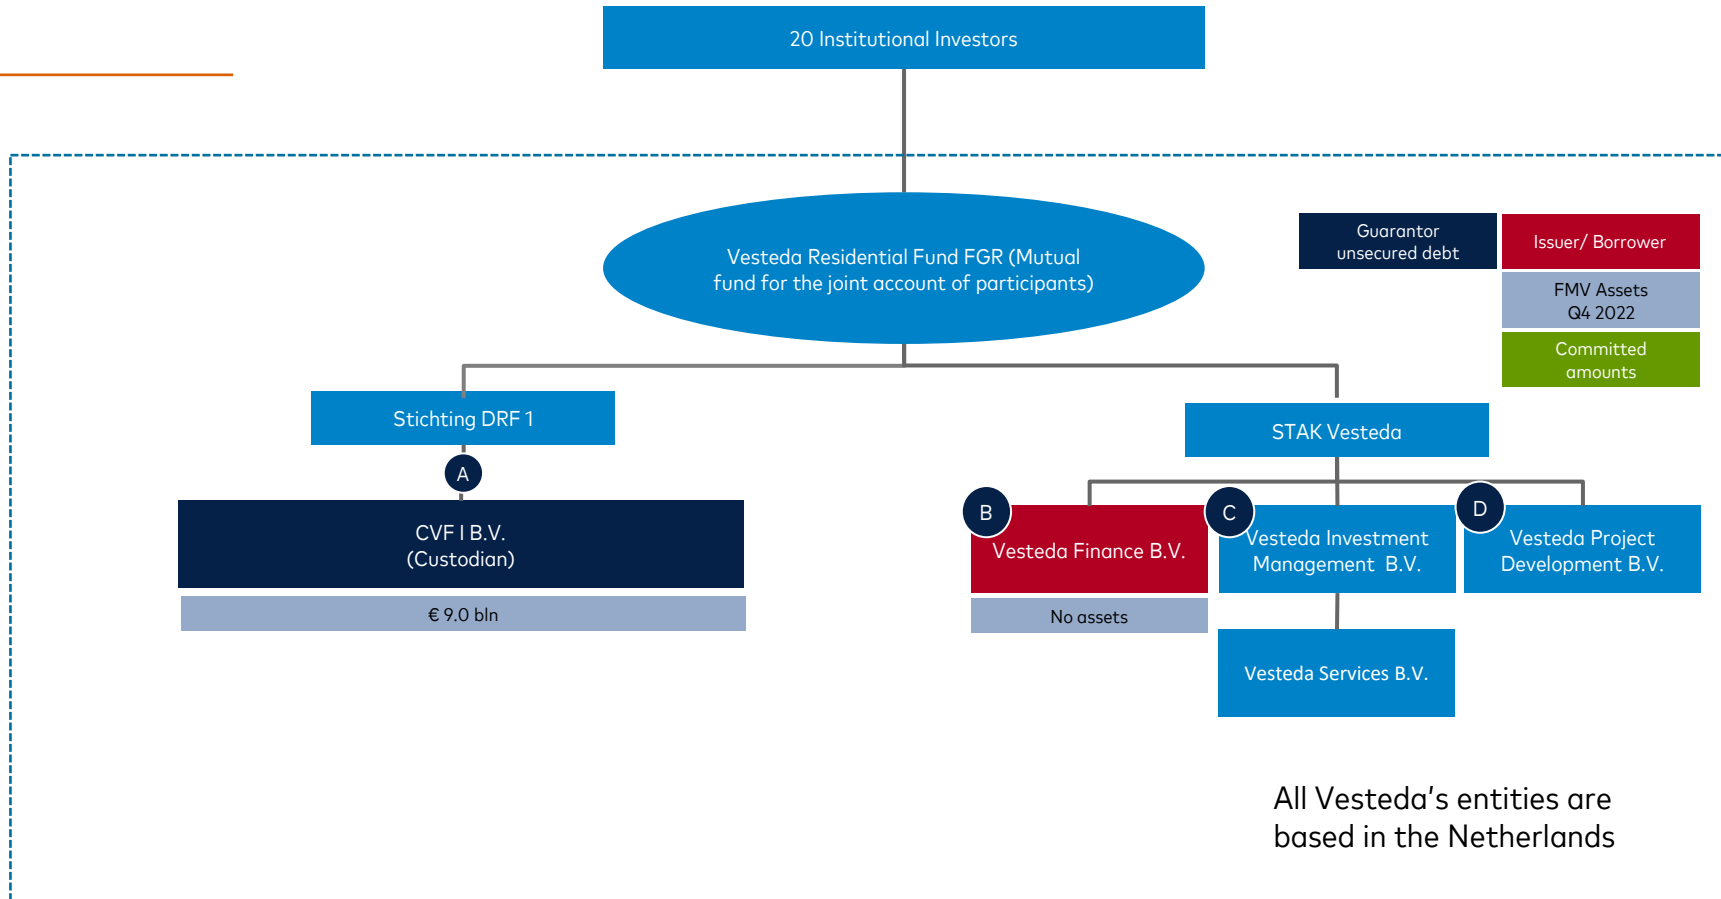 20 Institutional Investors
Vesteda Residential Fund FGR (Mutual
fund for the joint account of participants)
Guarantor
unsecured debt
Issuer/ Borrower
FMV Assets
Q4 2022
Committed
amounts
Stichting DRF 1
STAK Vesteda
A
CVF I B.V.
(Custodian)
€ 9.0 bln
B
Vesteda Finance B.V.
No assets
C
Vesteda Investment
Management B.V.
D
Vesteda Project
Development B.V.
Vesteda Services B.V.
All Vesteda's entities are
based in the Netherlands